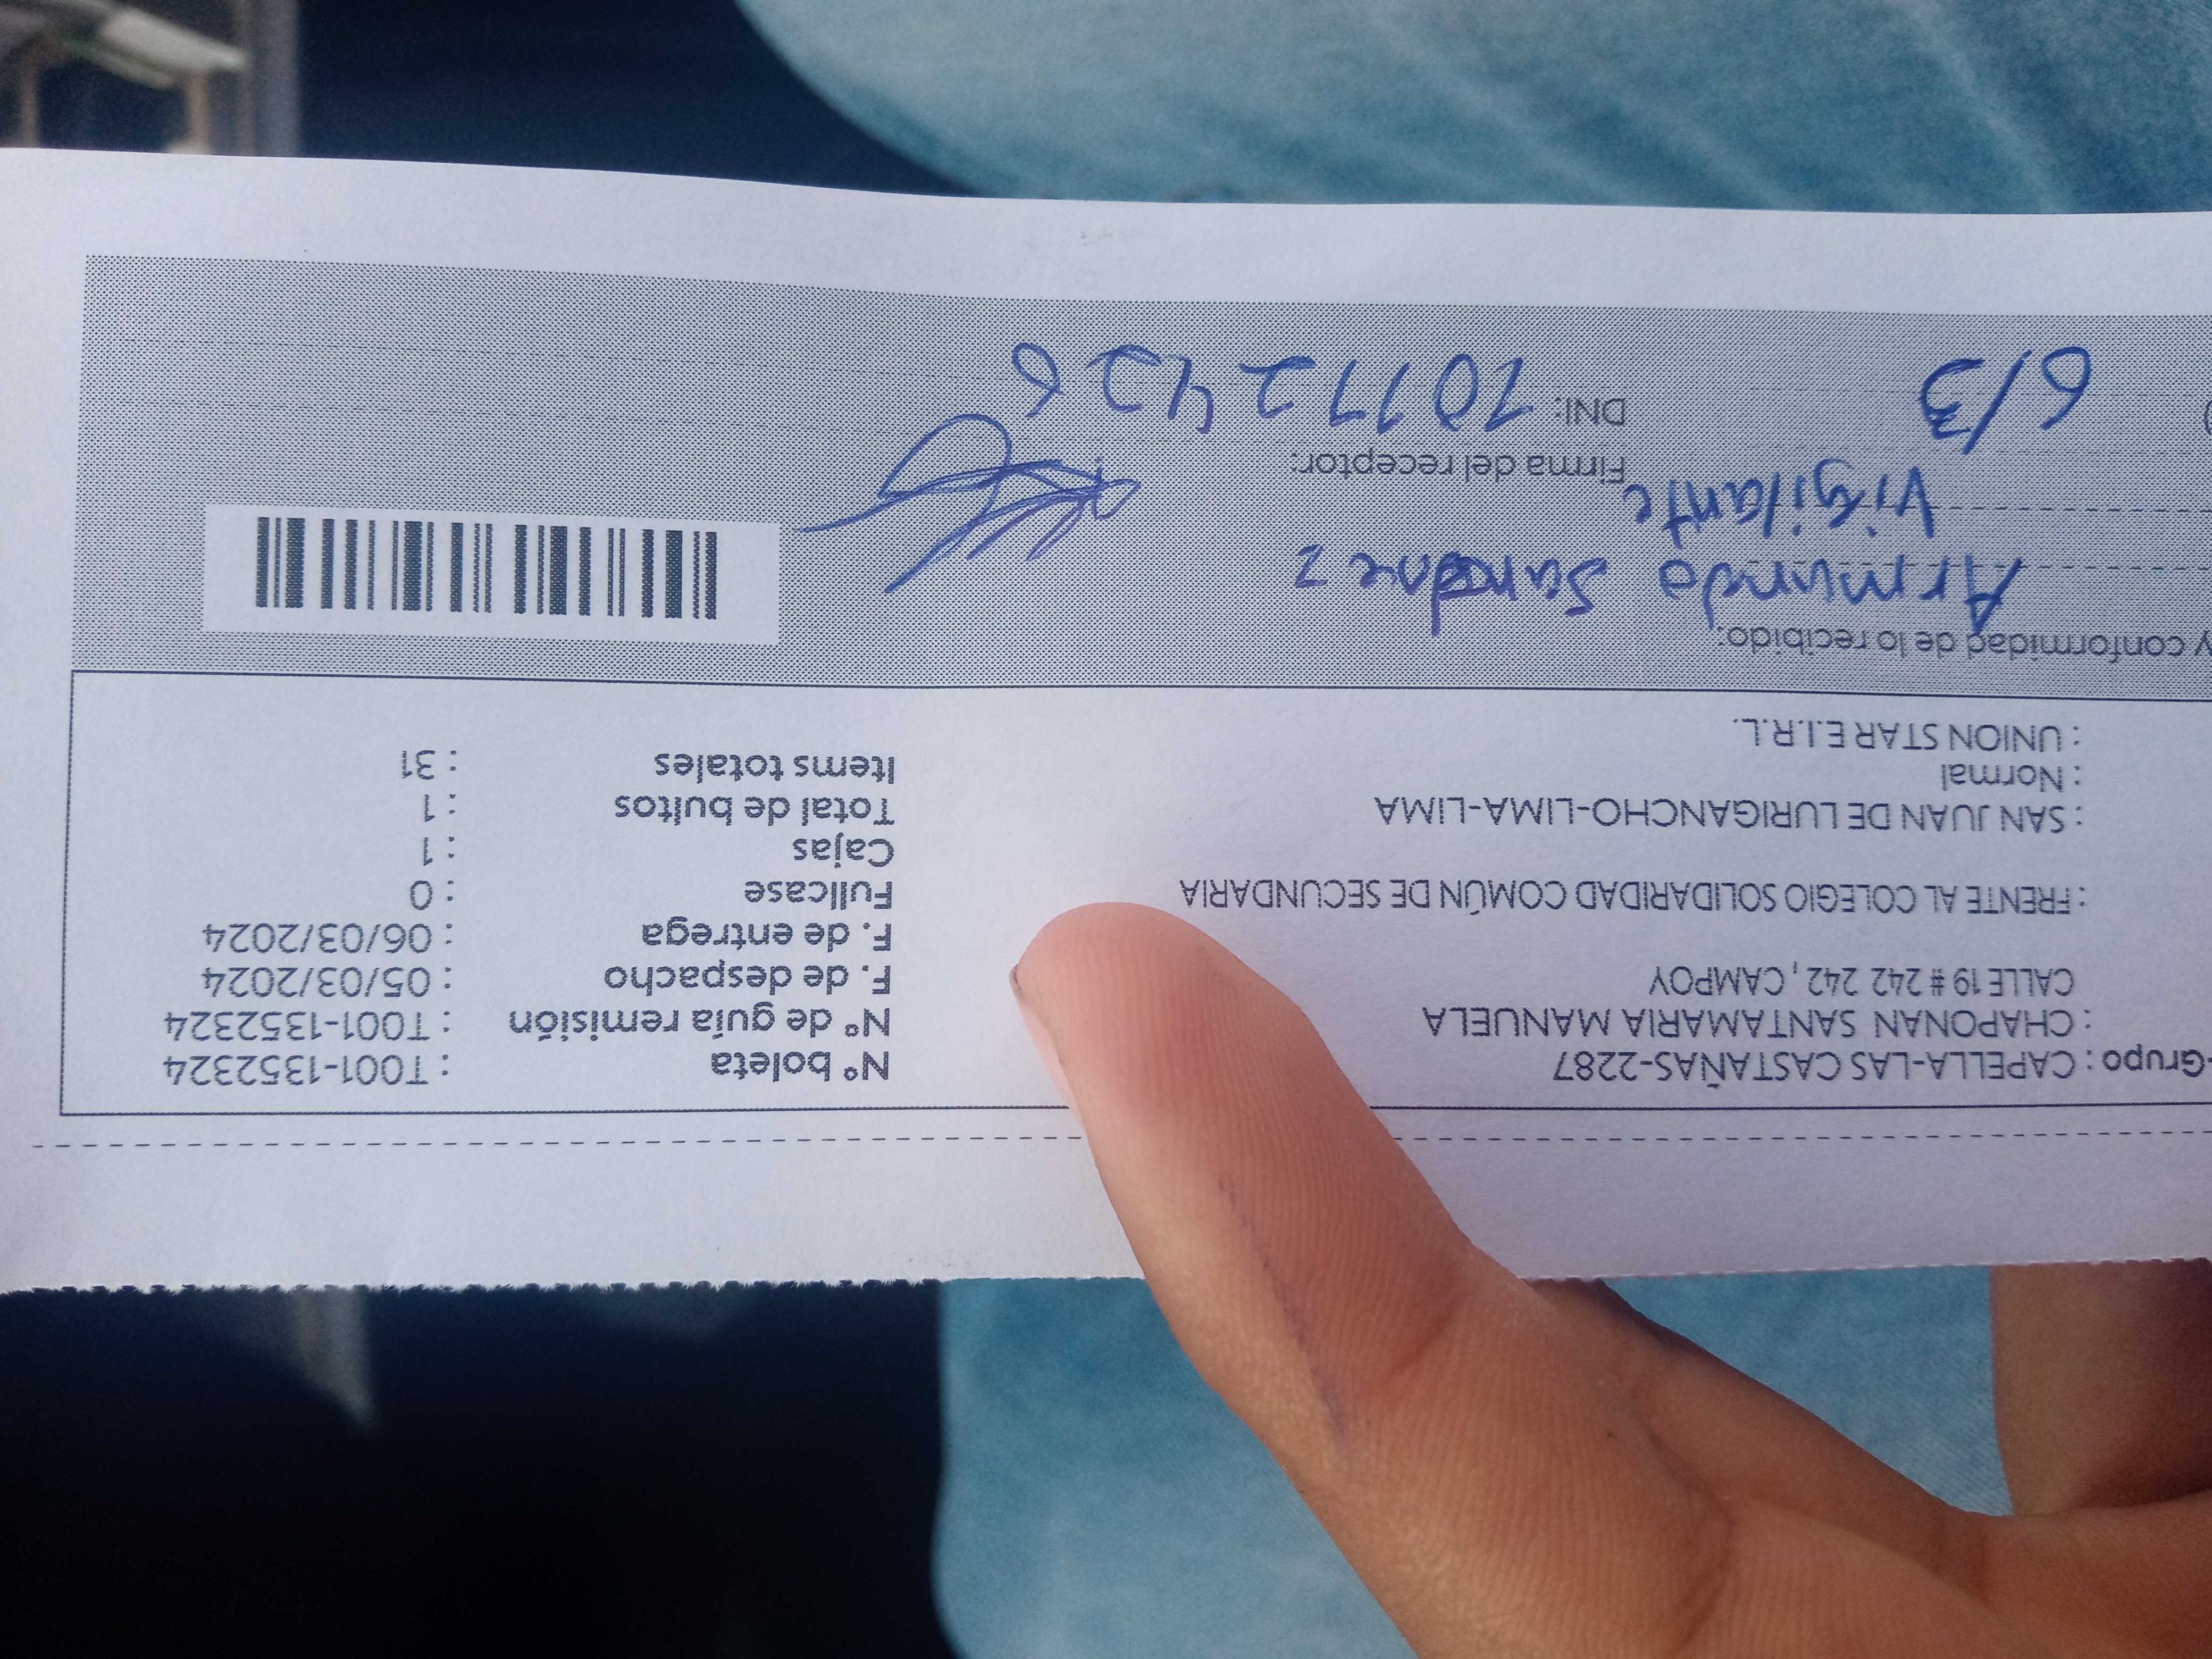 -Grupo : CAPELLA-LAS CASTAÑAS-2287
: CHAPONAN SANTAMARIA MANUELA
CALLE 19 # 242 242 242 , CAMPOY
: FRENTE AL COLEGIO SOLIDARIDAD COMÚN DE SECUNDARIA
: SAN JUAN DE LURIGANCHO-LIMA-LIMA
: Normal
: UNION STAR E.I.R.L.
N° boleta : T001-1352324
N° de guía remisión : T001-1352324
F. de despacho : 05/03/2024
F. de entrega : 06/03/2024
Fullcase : 0
Cajas : 1
Total de bultos : 1
Items totales : 31
y conformidad de lo recibido:
Armando
Vigilante
6/3
Firma del receptor:
DNI: 10772426